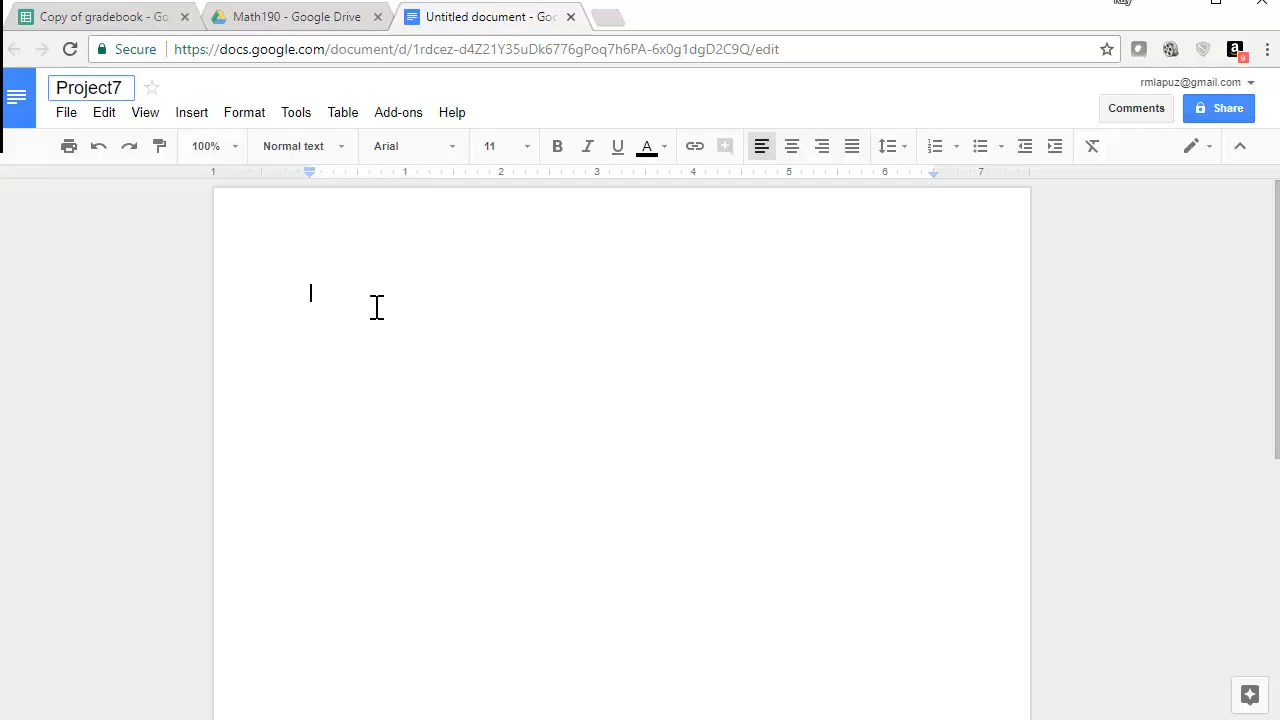 Copy of gradebook: Go
Math190 - Google Drive
Untitled document - Goo
Secure
https://docs.google.com/document/d/1rdcez-d4Z21Y35uDk6776gPoq7h6PA-6x0g1dgD2C9Q/edit
9
Project7
rmlapuz@gmail.com
File Edit View Insert Format Tools Table Add-ons Help
Comments
Share
100% Normal text Arial 11 B I U A
1 1 2 3 4 5 6 7